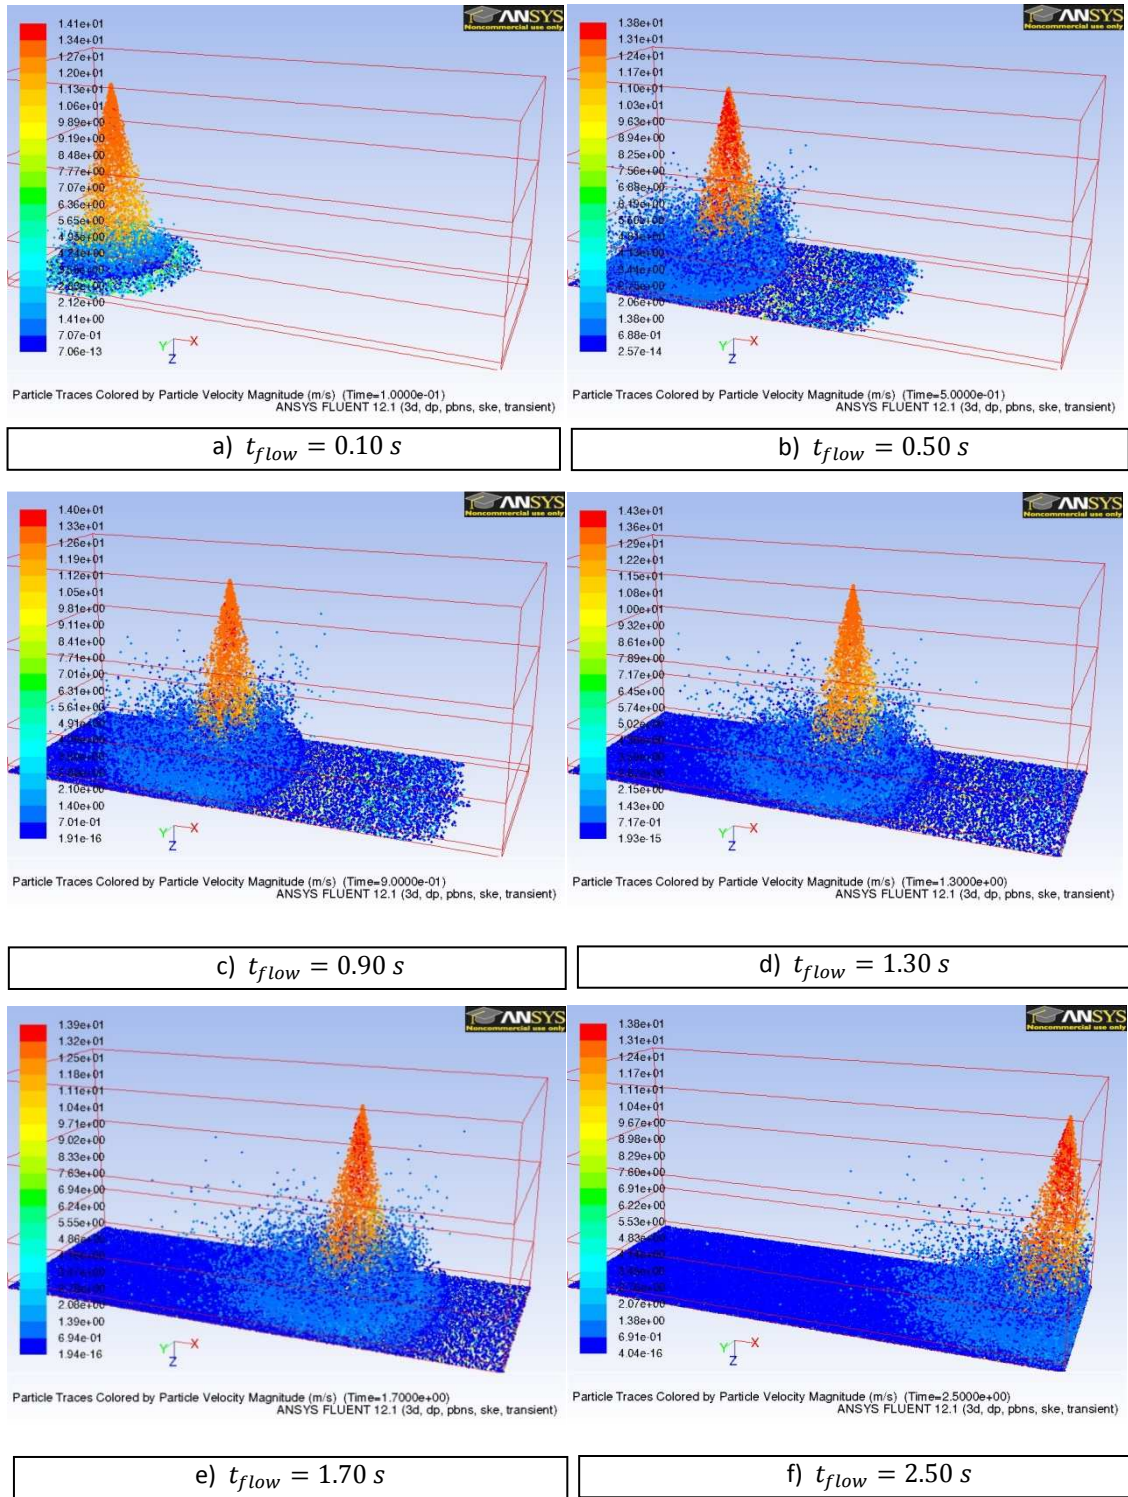 ANSYS
Noncommercial use only
1.41e+01
1.34e+01
1.27e+01
1.20e+01
1.13e+01
1.06e+01
9.89e+00
9.19e+00
8.48e+00
7.77e+00
7.07e+00
6.36e+00
5.65e+00
4.95e+00
4.24e+00
2.12e+00
1.41e+00
7.07e-01
7.06e-13
Y
X
Z
Particle Traces Colored by Particle Velocity Magnitude (m/s) (Time=1.0000e-01)
ANSYS FLUENT 12.1 (3d, dp, pbns, ske, transient)
a) t_flow = 0.10 s
ANSYS
Noncommercial use only
1.38e+01
1.31e+01
1.24e+01
1.17e+01
1.10e+01
1.03e+01
9.63e+00
8.94e+00
8.25e+00
7.56e+00
6.88e+00
6.19e+00
4.13e+00
3.44e+00
2.06e+00
1.38e+00
6.88e-01
2.57e-14
Y
X
Z
Particle Traces Colored by Particle Velocity Magnitude (m/s) (Time=5.0000e-01)
ANSYS FLUENT 12.1 (3d, dp, pbns, ske, transient)
b) t_flow = 0.50 s
ANSYS
Noncommercial use only
1.40e+01
1.33e+01
1.26e+01
1.19e+01
1.12e+01
1.05e+01
9.81e+00
9.11e+00
8.41e+00
7.71e+00
7.01e+00
6.31e+00
4.91e+00
2.10e+00
1.40e+00
7.01e-01
1.91e-16
Y
X
Z
Particle Traces Colored by Particle Velocity Magnitude (m/s) (Time=9.0000e-01)
ANSYS FLUENT 12.1 (3d, dp, pbns, ske, transient)
c) t_flow = 0.90 s
ANSYS
Noncommercial use only
1.43e+01
1.36e+01
1.29e+01
1.22e+01
1.15e+01
1.08e+01
1.00e+01
9.32e+00
8.61e+00
7.89e+00
7.17e+00
6.45e+00
5.74e+00
5.02e+00
2.15e+00
1.43e+00
7.17e-01
1.93e-15
Y
X
Z
Particle Traces Colored by Particle Velocity Magnitude (m/s) (Time=1.3000e+00)
ANSYS FLUENT 12.1 (3d, dp, pbns, ske, transient)
d) t_flow = 1.30 s
ANSYS
Noncommercial use only
1.39e+01
1.32e+01
1.25e+01
1.18e+01
1.11e+01
1.04e+01
9.71e+00
9.02e+00
8.33e+00
7.63e+00
6.94e+00
6.24e+00
5.55e+00
4.86e+00
2.08e+00
1.39e+00
6.94e-01
1.94e-16
Y
X
Z
Particle Traces Colored by Particle Velocity Magnitude (m/s) (Time=1.7000e+00)
ANSYS FLUENT 12.1 (3d, dp, pbns, ske, transient)
e) t_flow = 1.70 s
ANSYS
Noncommercial use only
1.38e+01
1.31e+01
1.24e+01
1.17e+01
1.11e+01
1.04e+01
9.67e+00
8.98e+00
8.29e+00
7.60e+00
6.91e+00
6.22e+00
5.53e+00
4.83e+00
2.07e+00
1.38e+00
6.91e-01
4.04e-16
Y
X
Z
Particle Traces Colored by Particle Velocity Magnitude (m/s) (Time=2.5000e+00)
ANSYS FLUENT 12.1 (3d, dp, pbns, ske, transient)
f) t_flow = 2.50 s